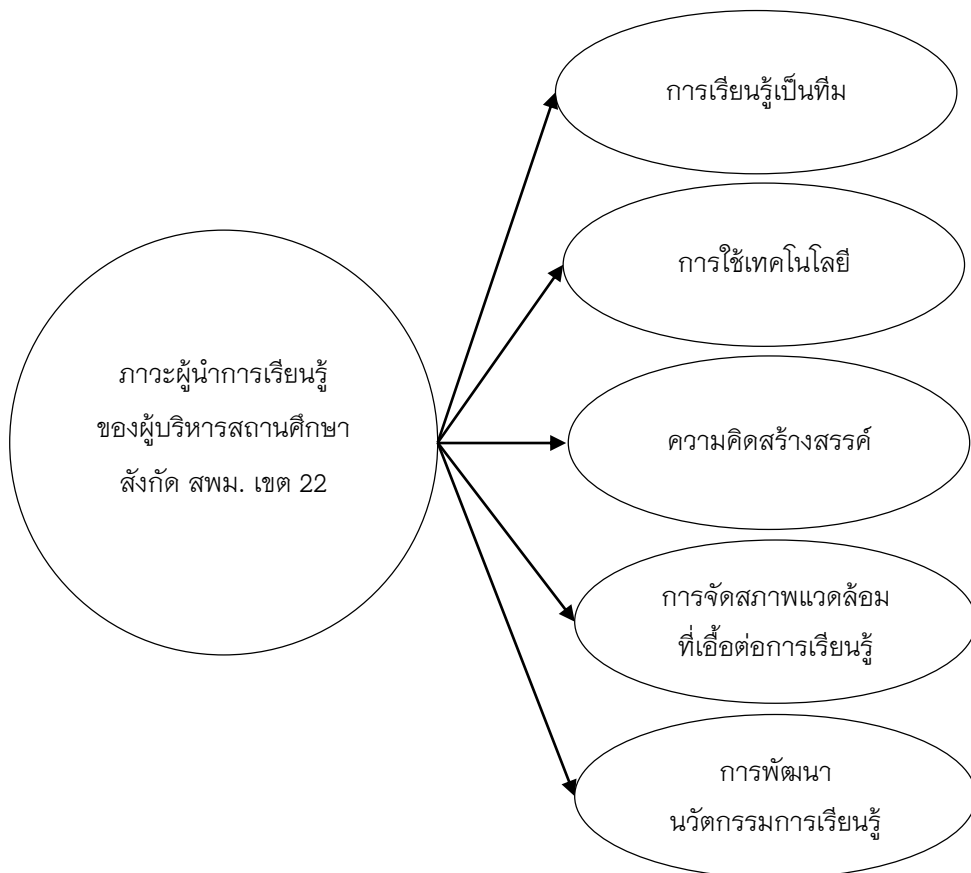 การเรียนรู้เป็นทีม
การใช้เทคโนโลยี
ภาวะผู้นำการเรียนรู้
ของผู้บริหารสถานศึกษา
สังกัด สพม. เขต 22
ความคิดสร้างสรรค์
การจัดสภาพแวดล้อม
ที่เอื้อต่อการเรียนรู้
การพัฒนา
นวัตกรรมการเรียนรู้